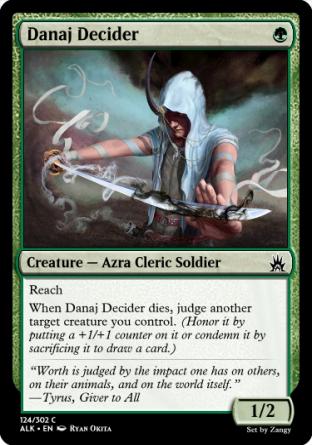 Danaj Decider
Creature — Azra Cleric Soldier
Reach
When Danaj Decider dies, judge another
target creature you control. (Honor it by
putting a +1/+1 counter on it or condemn it by
sacrificing it to draw a card.)
“Worth is judged by the impact one has on others,
on their animals, and on the world itself.”
—Tyrus, Giver to All
1/2
124/302 C
ALK • EN Ryan Okita
Set by Zangy